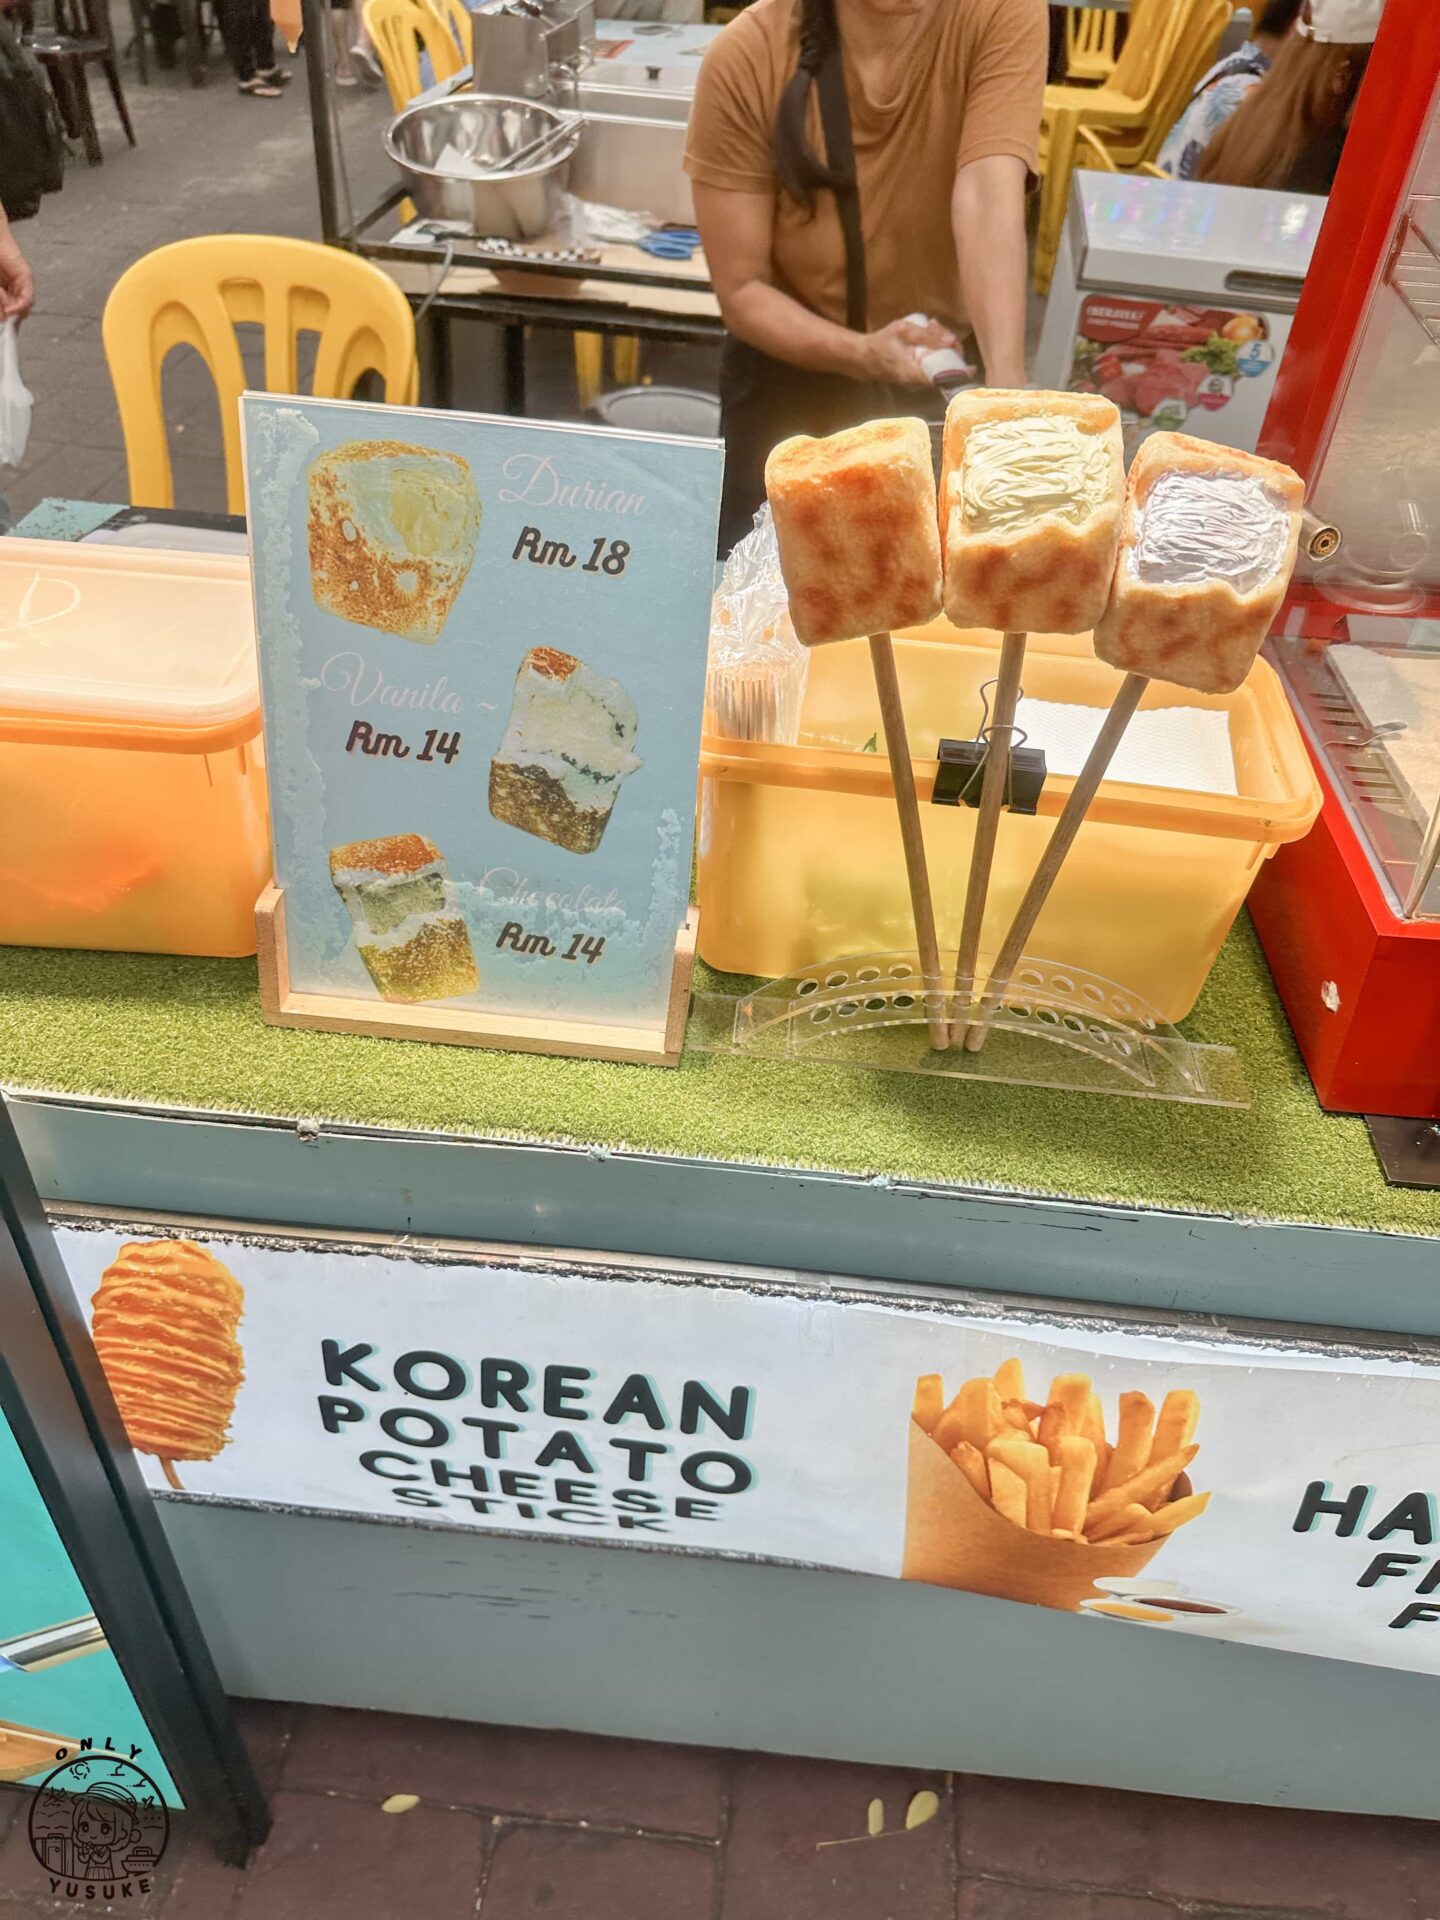 Durian
Rm 18
Vanila ~
Rm 14
Chocolate
Rm 14
KOREAN
POTATO
CHEESE
STICK
HA
F
ONLY
YUSUKE